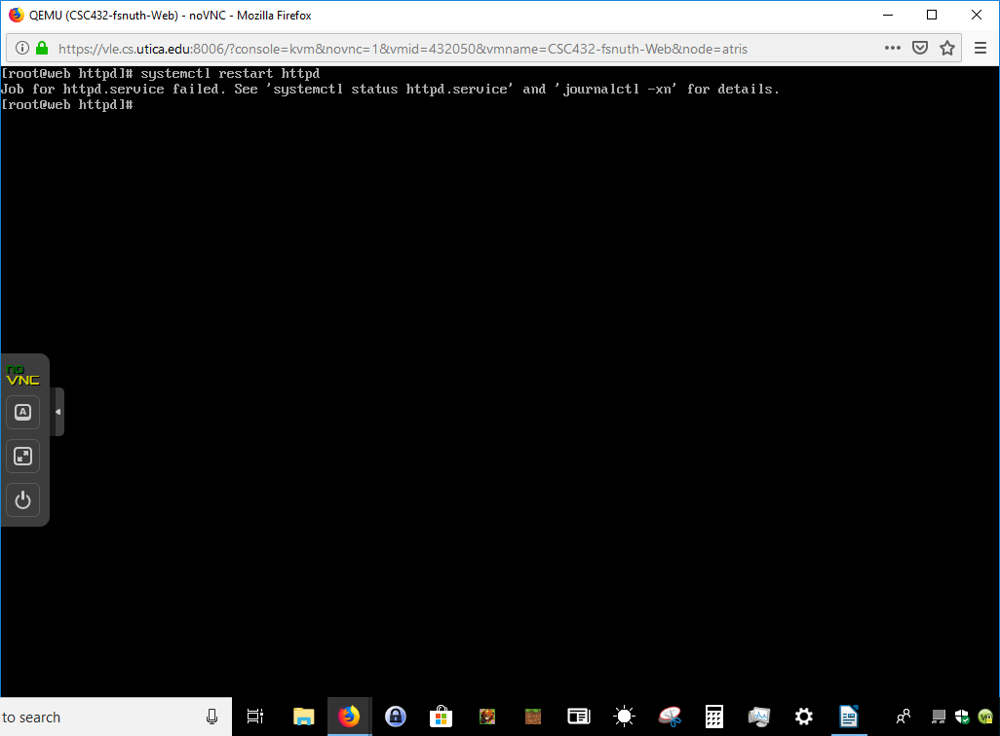 QEMU (CSC432-fsnuth-Web) - noVNC - Mozilla Firefox
https://vle.cs.utica.edu:8006/?console=kvm&novnc=1&vmid=432050&vmname=CSC432-fsnuth-Web&node=atris
[root@web httpd]# systemctl restart httpd
Job for httpd.service failed. See 'systemctl status httpd.service' and 'journalctl -xn' for details.
[root@web httpd]#
no
VNC
A
to search